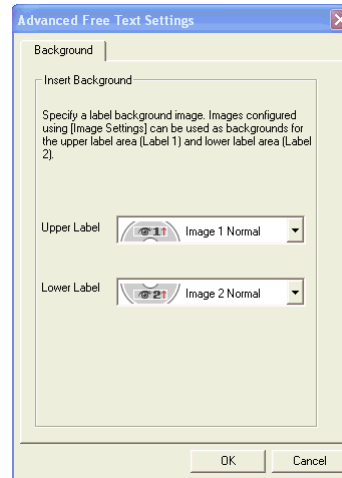 Advanced Free Text Settings
Background
Insert Background
Specify a label background image. Images configured
using [Image Settings] can be used as backgrounds for
the upper label area (Label 1) and lower label area (Label
2).
Upper Label
1
Image 1 Normal
Lower Label
2
Image 2 Normal
OK
Cancel